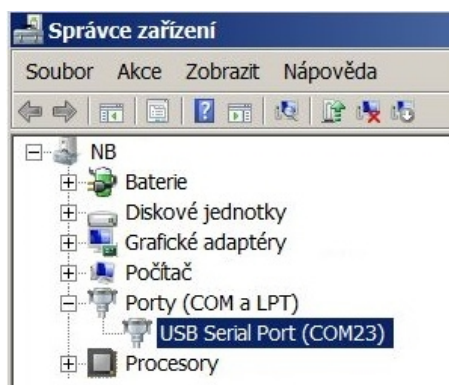 Správce zařízení
Soubor Akce Zobrazit Nápověda
NB
Baterie
Diskové jednotky
Grafické adaptéry
Počítač
Porty (COM a LPT)
USB Serial Port (COM23)
Procesory